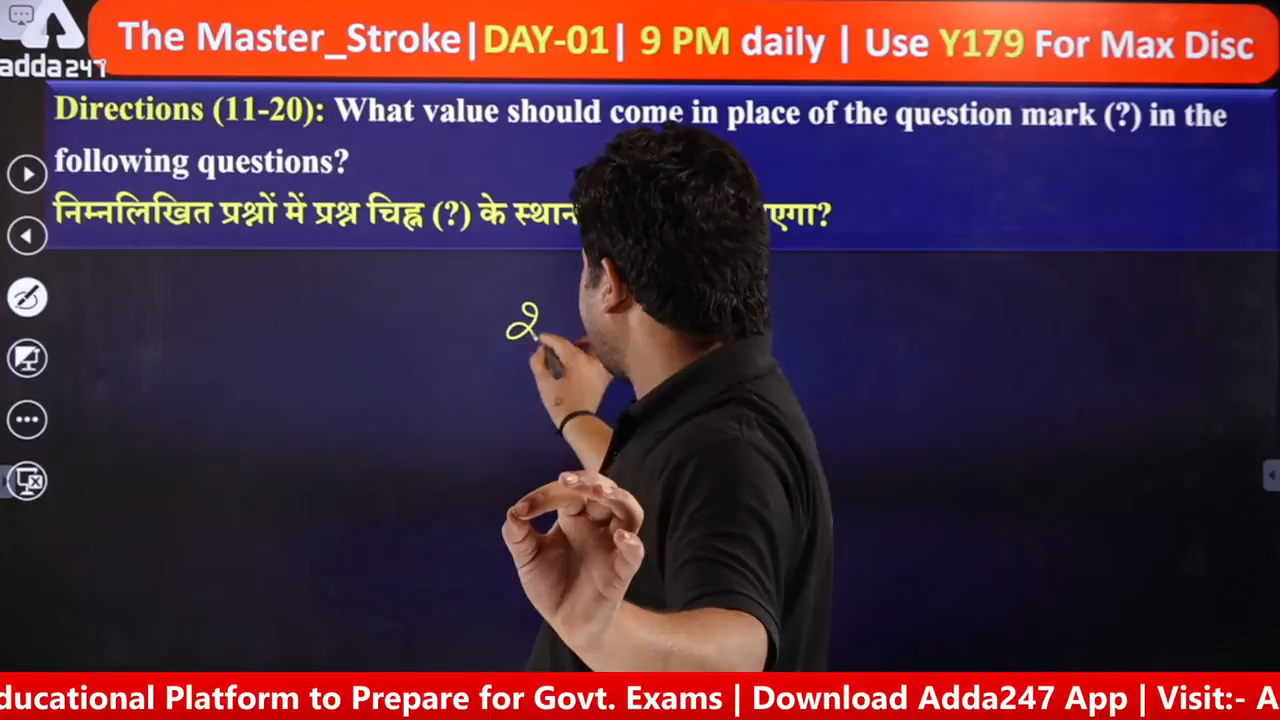 The Master_Stroke|DAY-01| 9 PM daily | Use Y179 For Max Disc
adda247
Directions (11-20): What value should come in place of the question mark (?) in the
following questions?
निम्नलिखित प्रश्नों में प्रश्न चिह्न (?) के स्थान
2
ducational Platform to Prepare for Govt. Exams | Download Adda247 App | Visit:- A